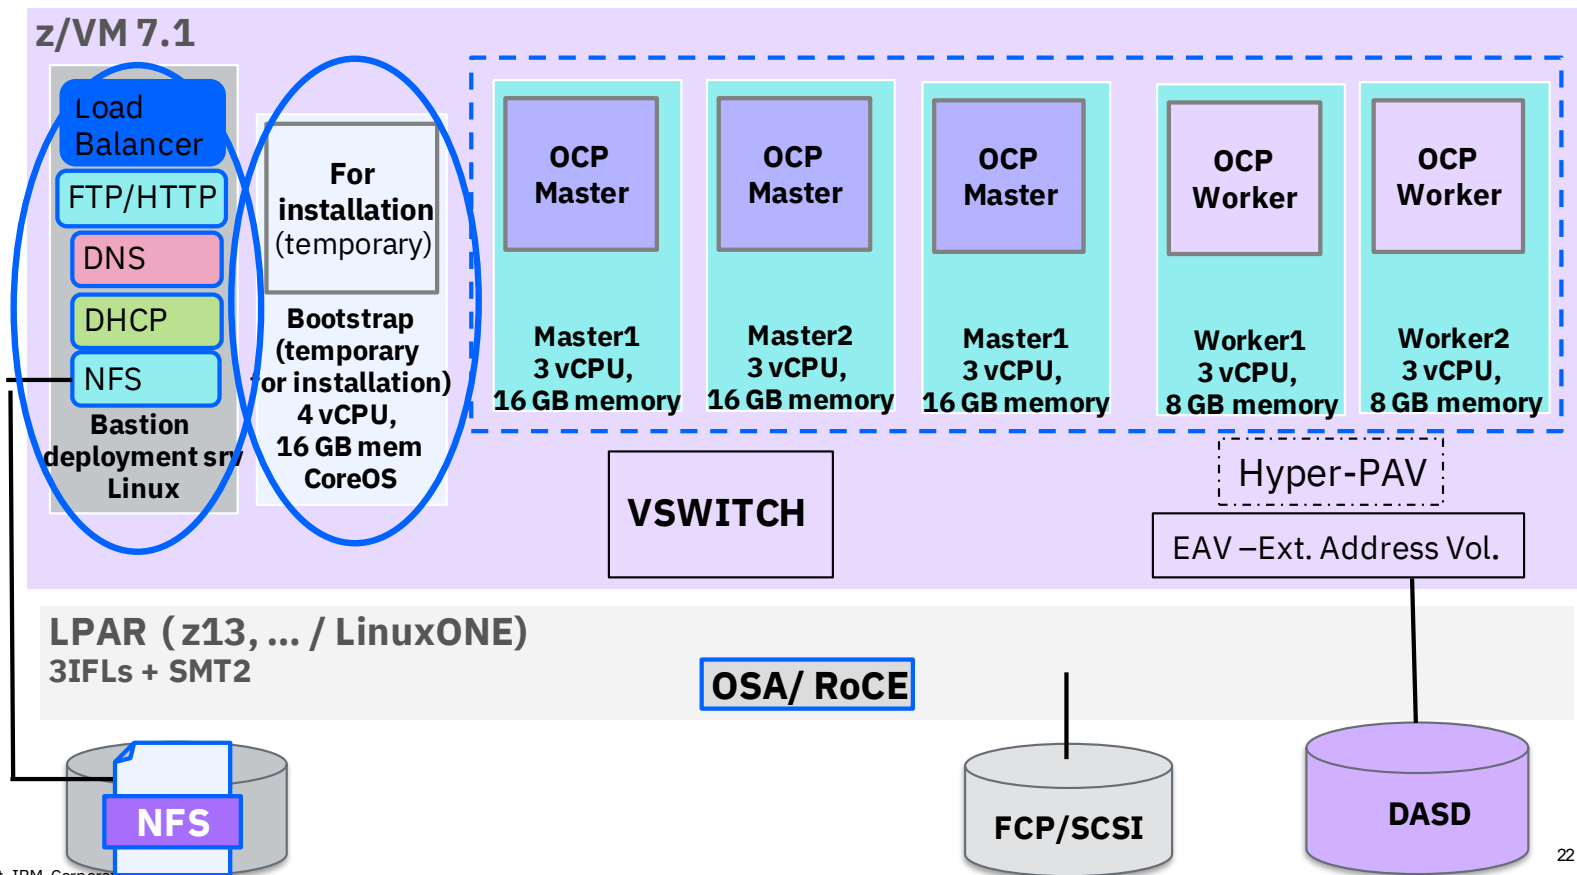 z/VM 7.1
Load
Balancer
FTP/HTTP
DNS
DHCP
NFS
Bastion
deployment srv
Linux
For
installation
(temporary)
Bootstrap
(temporary
for installation)
4 vCPU,
16 GB mem
CoreOS
OCP
Master
Master1
3 vCPU,
16 GB memory
OCP
Master
Master2
3 vCPU,
16 GB memory
OCP
Master
Master1
3 vCPU,
16 GB memory
OCP
Worker
Worker1
3 vCPU,
8 GB memory
OCP
Worker
Worker2
3 vCPU,
8 GB memory
VSWITCH
Hyper-PAV
EAV –Ext. Address Vol.
LPAR (z13, ... / LinuxONE)
3IFLs + SMT2
OSA/ RoCE
NFS
FCP/SCSI
DASD
22
IBM